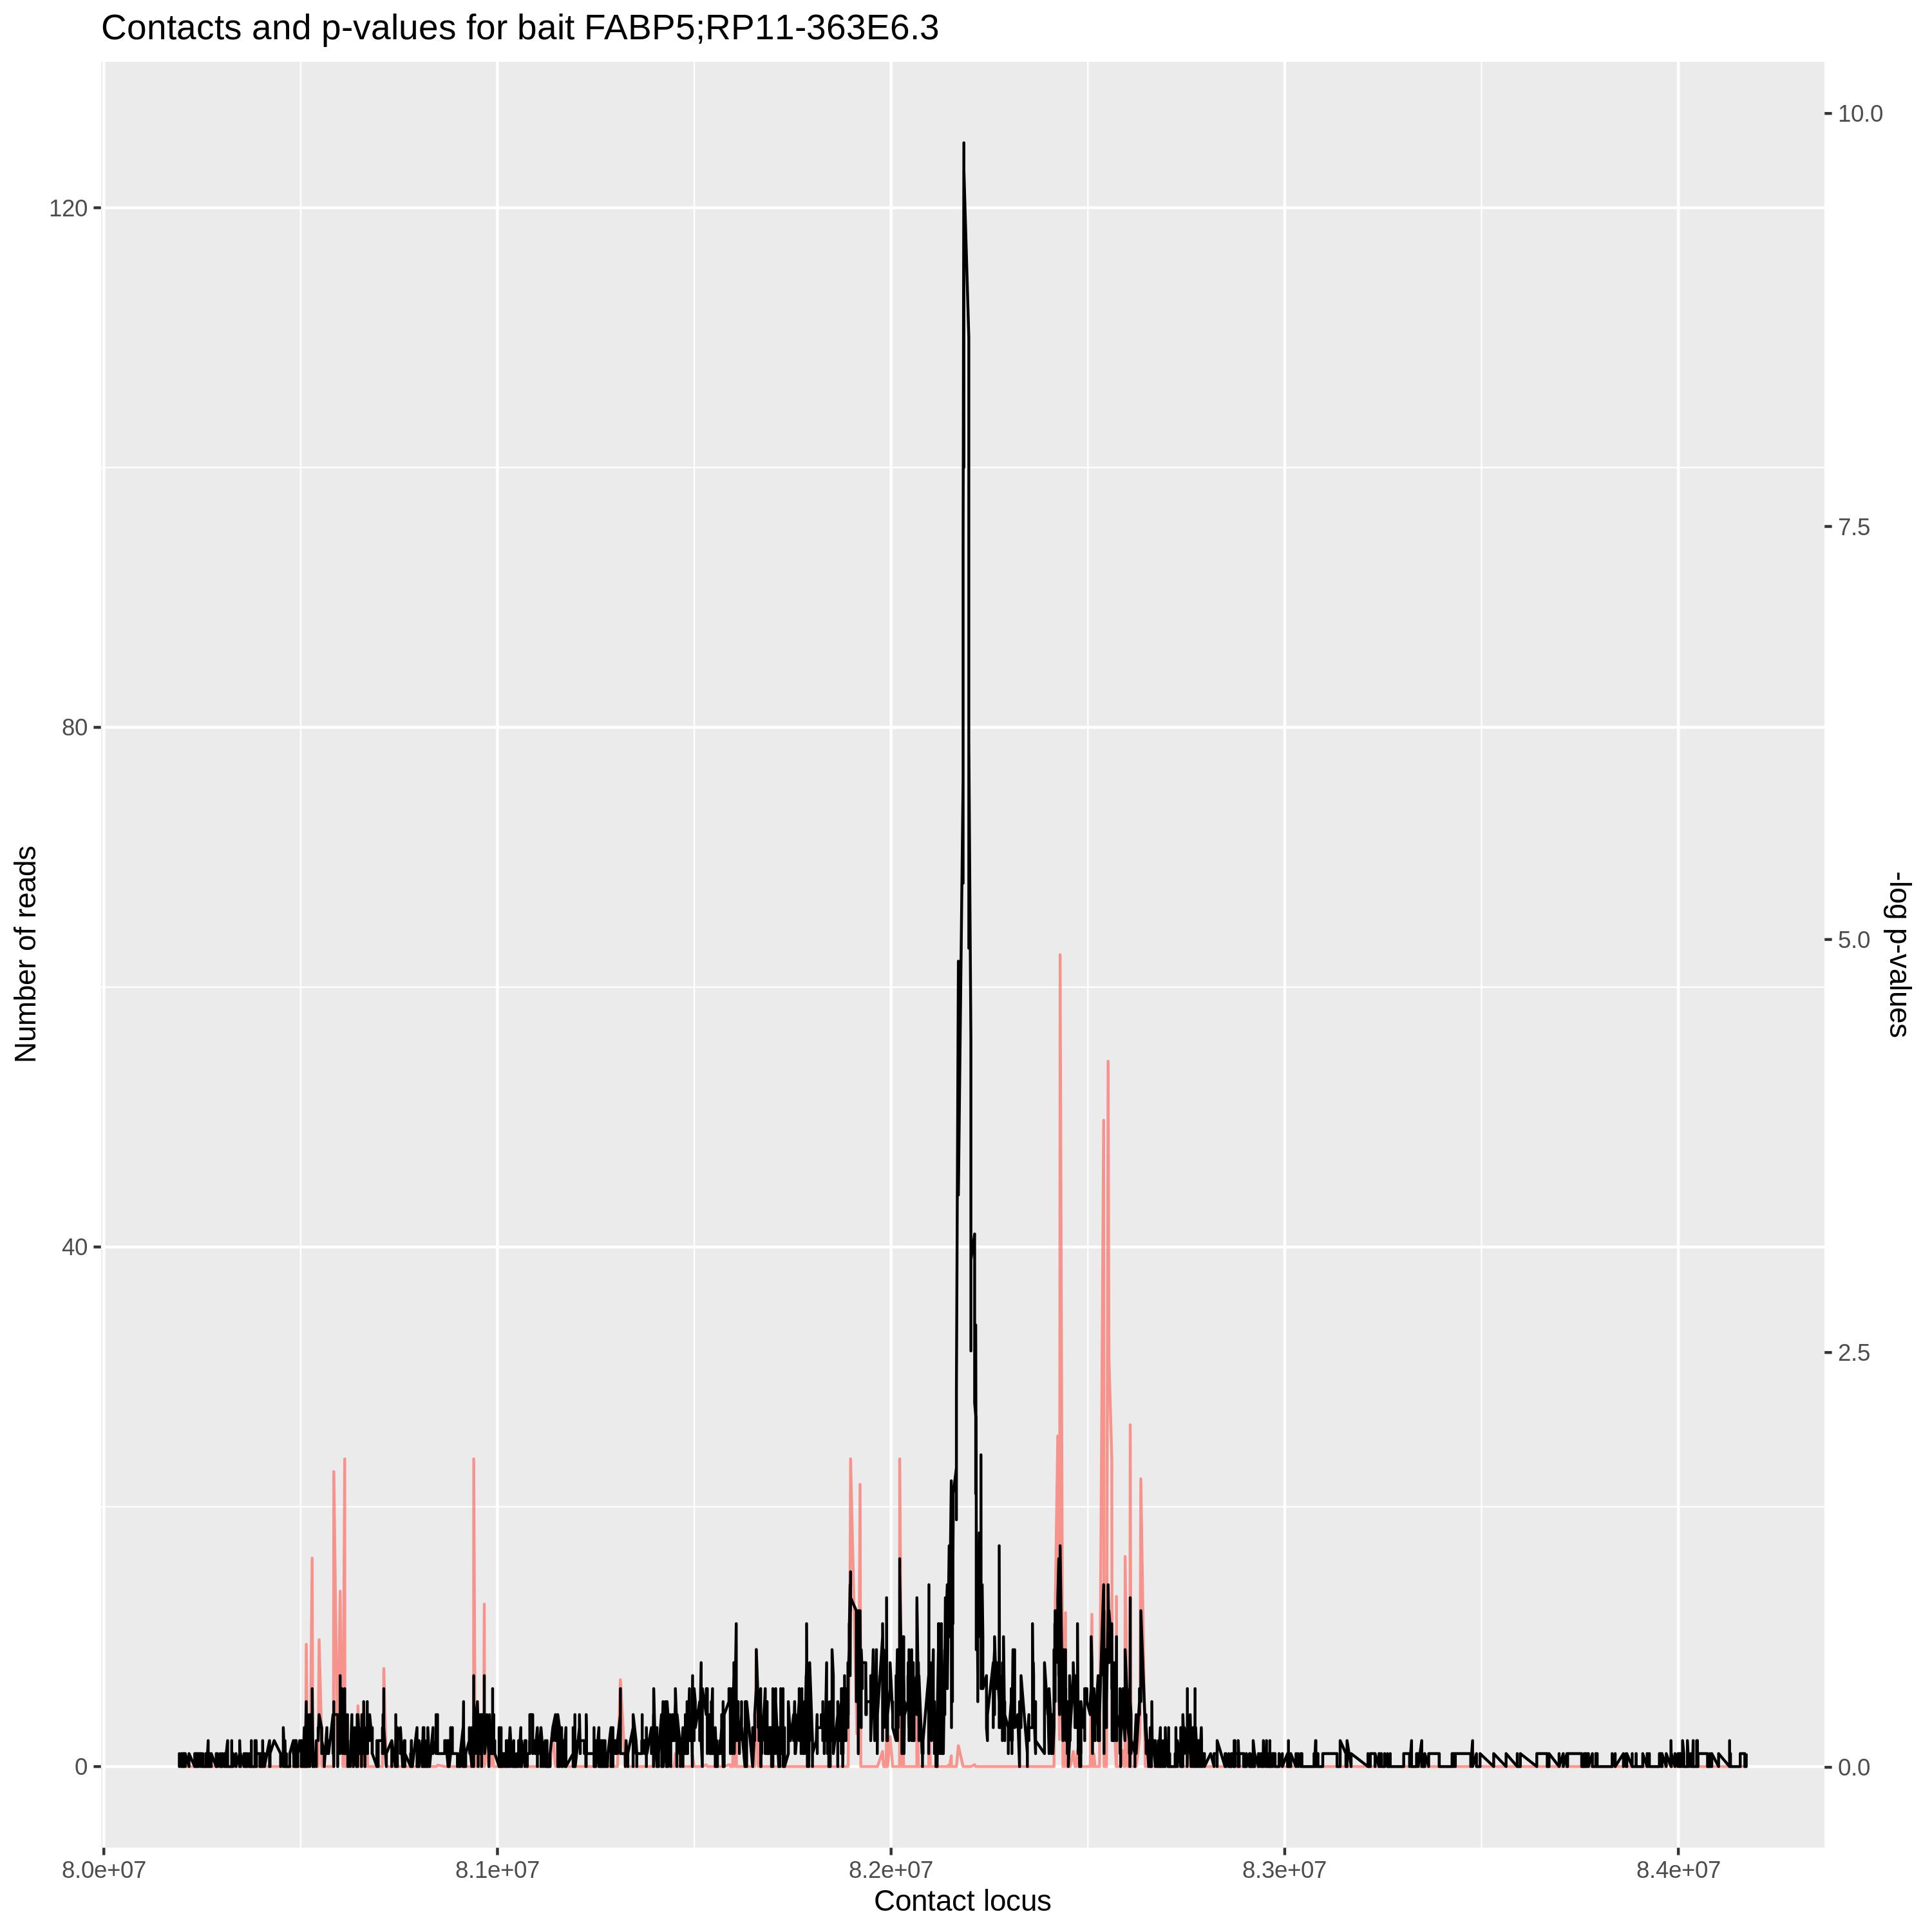 Contacts and p-values for bait FABP5;RP11-363E6.3
Number of reads
120
80
40
0
10.0
7.5
5.0
2.5
0.0
-log p-values
8.0e+07
8.1e+07
8.2e+07
8.3e+07
8.4e+07
Contact locus